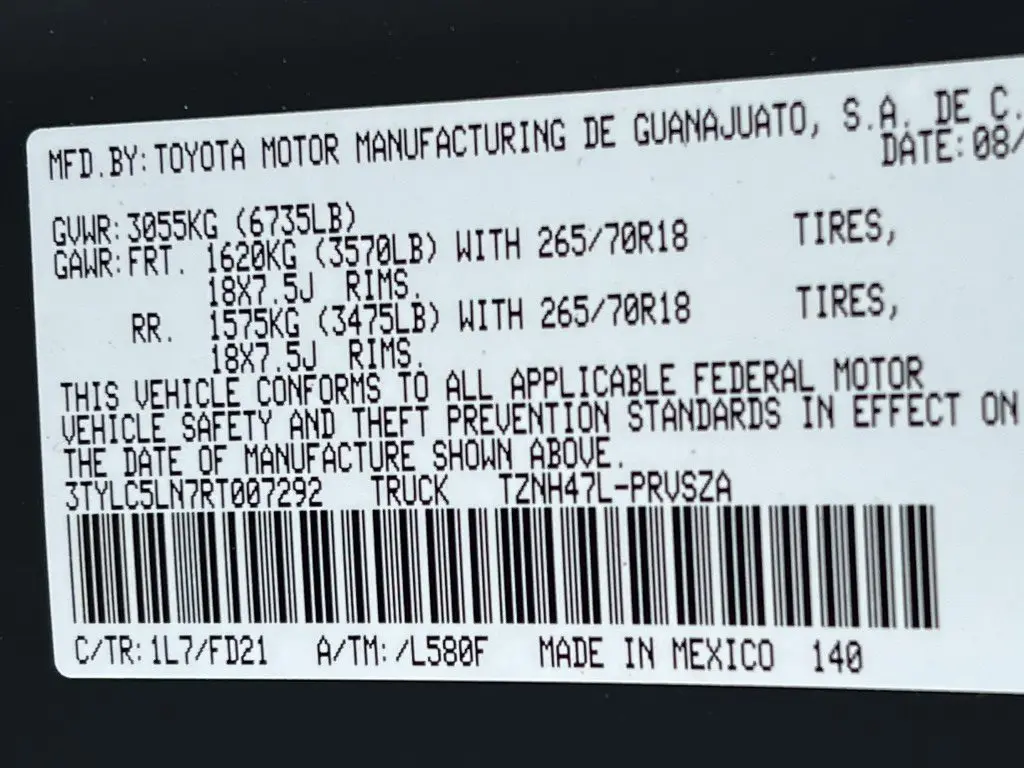 MFD.BY: TOYOTA MOTOR MANUFACTURING DE GUANAJUATO, S.A. DE C.
DATE: 08/
GVWR: 3055KG (6735LB)
GAWR: FRT. 1620KG (3570LB) WITH 265/70R18 TIRES,
18X7.5J RIMS.
RR. 1575KG (3475LB) WITH 265/70R18 TIRES,
18X7.5J RIMS.
THIS VEHICLE CONFORMS TO ALL APPLICABLE FEDERAL MOTOR
VEHICLE SAFETY AND THEFT PREVENTION STANDARDS IN EFFECT ON
THE DATE OF MANUFACTURE SHOWN ABOVE.
3TYLC5LN7RT007292 TRUCK TZNH47L-PRVSZA
C/TR: 1L7/FD21 A/TM: /L580F MADE IN MEXICO 140